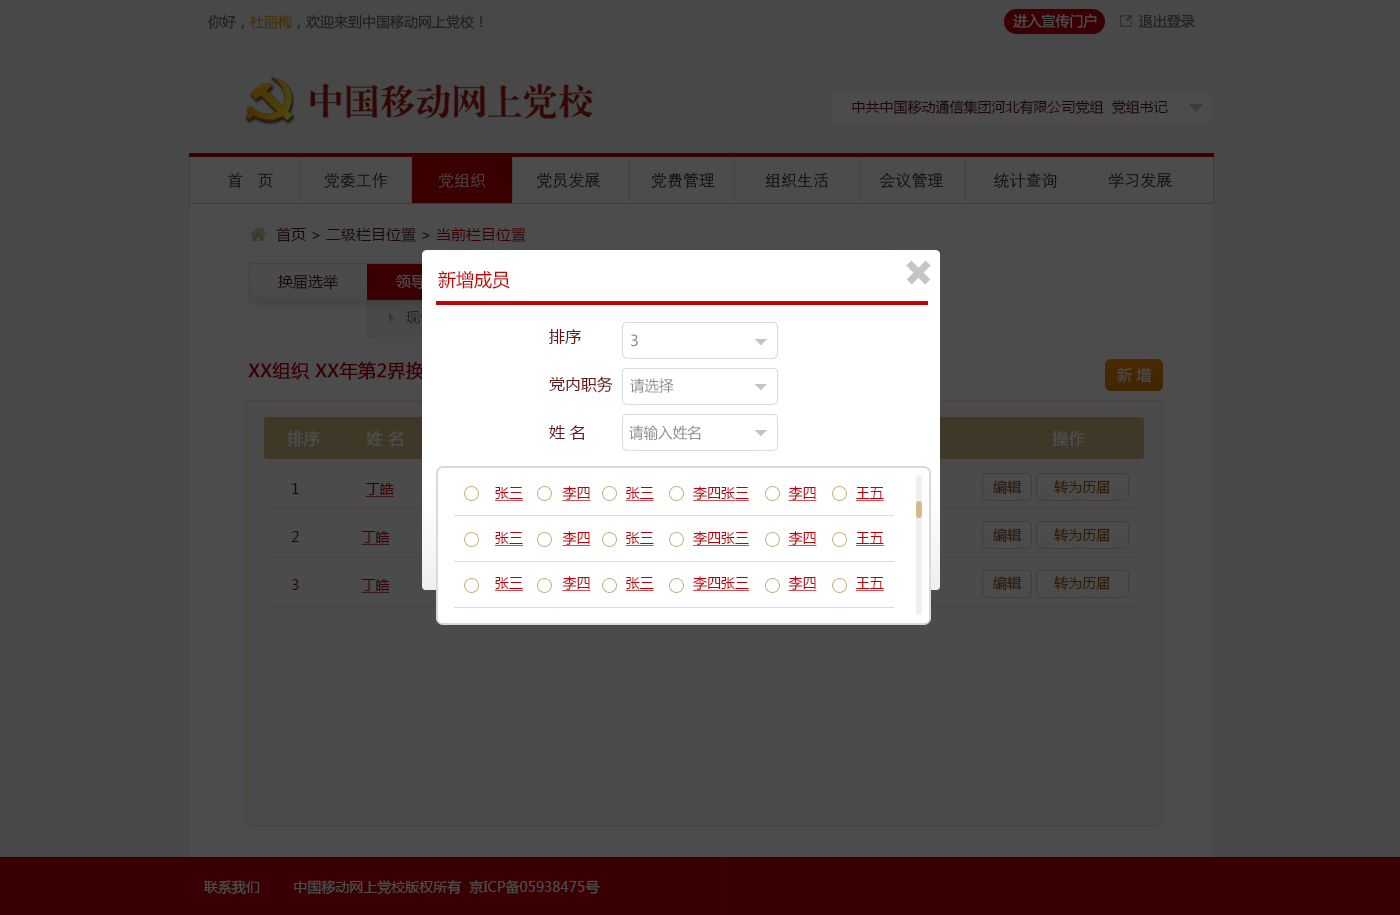 你好，杜丽梅，欢迎来到中国移动网上党校！ 进入宣传门户 退出登录
中国移动网上党校
中共中国移动通信集团河北有限公司党组 党组书记
首 页 党委工作 党组织 党员发展 党费管理 组织生活 会议管理 统计查询 学习发展
首页 > 二级栏目位置 > 当前栏目位置
换届选举 领导
现
新增成员
排序 3
党内职务 请选择
姓 名 请输入姓名
XX组织 XX年第2界换 新 增
排序 姓 名 操作
1 丁皓 编辑 转为历届
2 丁皓 编辑 转为历届
3 丁皓 编辑 转为历届
张三 李四 张三 李四张三 李四 王五
张三 李四 张三 李四张三 李四 王五
张三 李四 张三 李四张三 李四 王五
联系我们 中国移动网上党校版权所有 京ICP备05938475号